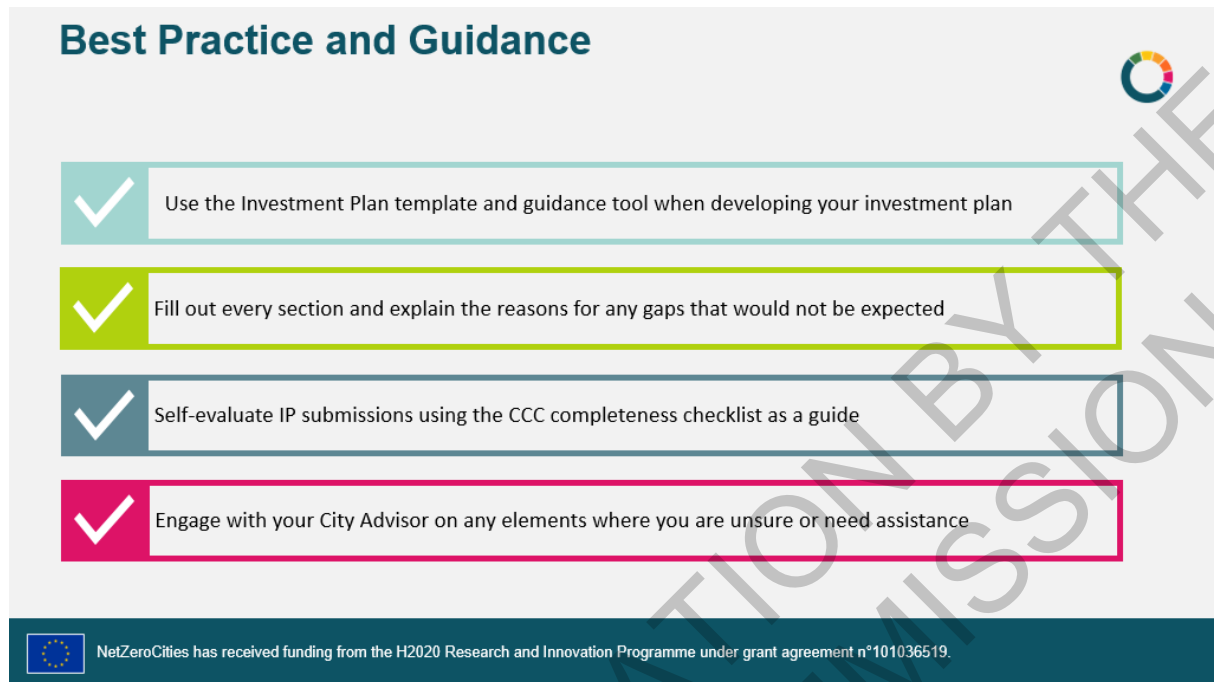 Best Practice and Guidance
Use the Investment Plan template and guidance tool when developing your investment plan
Fill out every section and explain the reasons for any gaps that would not be expected
Self-evaluate IP submissions using the CCC completeness checklist as a guide
Engage with your City Advisor on any elements where you are unsure or need assistance
NetZeroCities has received funding from the H2020 Research and Innovation Programme under grant agreement n°101036519.
BY THE